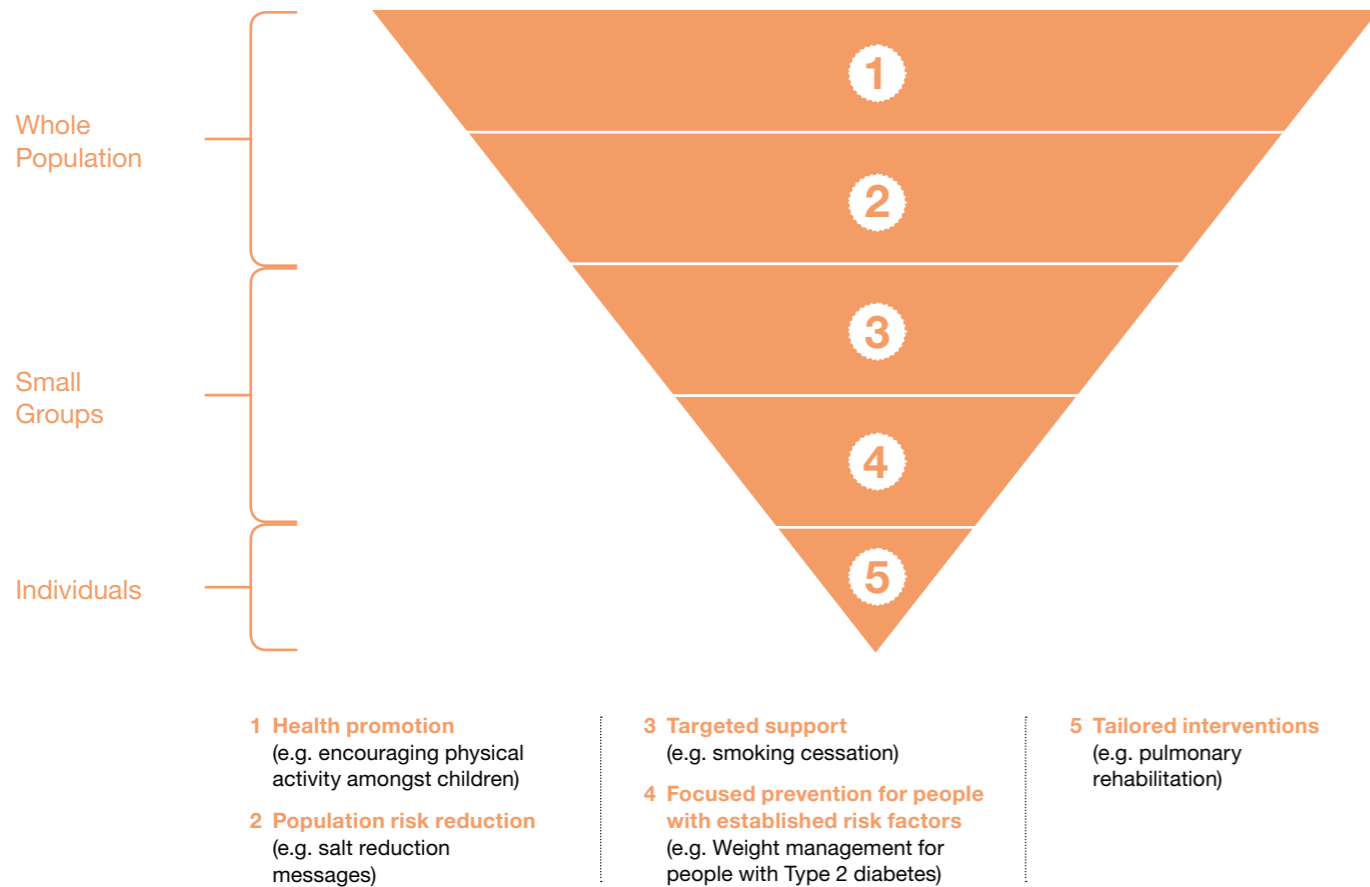 Whole
Population
Small
Groups
Individuals
1
2
3
4
5
1 Health promotion
(e.g. encouraging physical
activity amongst children)
2 Population risk reduction
(e.g. salt reduction
messages)
3 Targeted support
(e.g. smoking cessation)
4 Focused prevention for people
with established risk factors
(e.g. Weight management for
people with Type 2 diabetes)
5 Tailored interventions
(e.g. pulmonary
rehabilitation)